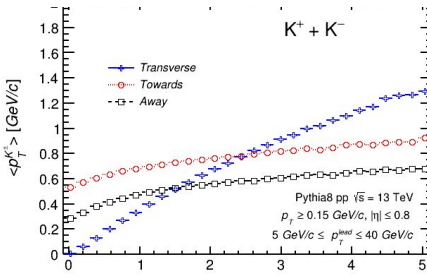 K⁺ + K⁻
1.8
1.6
1.4
1.2
1
0.8
0.6
0.4
0.2
0
<p_T^{K^±}> [GeV/c]
Transverse
Towards
Away
Pythia8 pp √s = 13 TeV
p_T ≥ 0.15 GeV/c, |η| ≤ 0.8
5 GeV/c ≤ p_T^{lead} ≤ 40 GeV/c
0 1 2 3 4 5